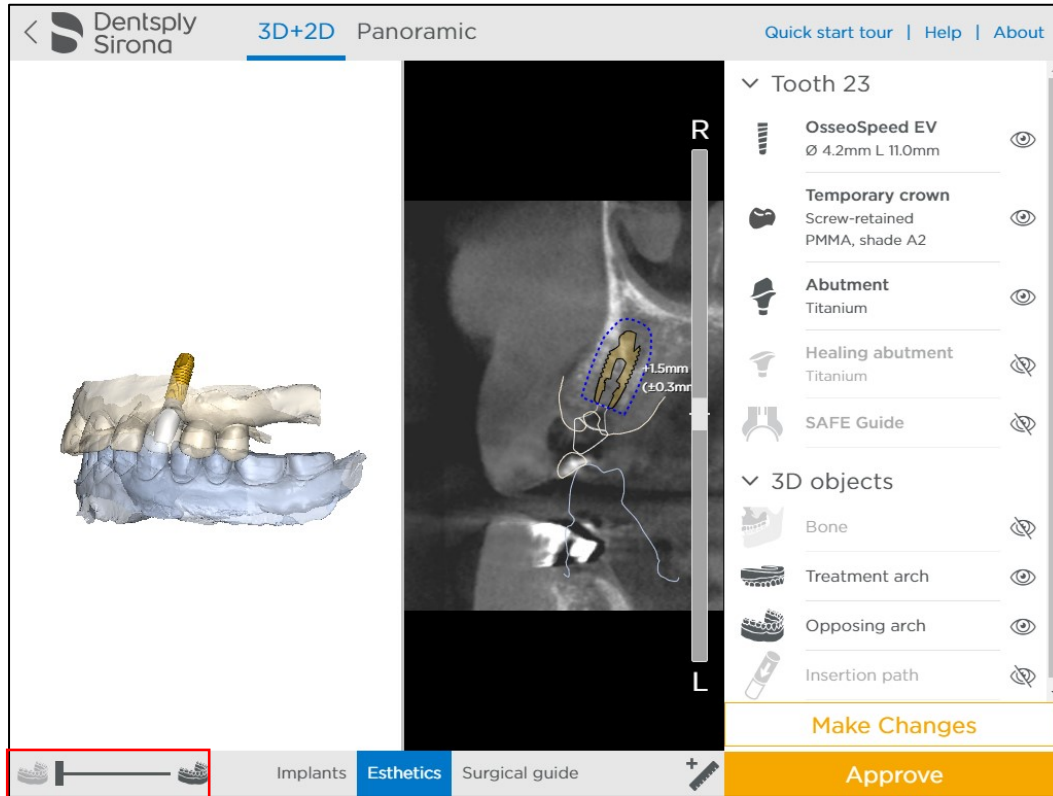 Dentsply
Sirona
3D+2D Panoramic
Quick start tour | Help | About
R
+1.5mm
(±0.3mm
L
Tooth 23
OsseoSpeed EV
Ø 4.2mm L 11.0mm
Temporary crown
Screw-retained
PMMA, shade A2
Abutment
Titanium
Healing abutment
Titanium
SAFE Guide
3D objects
Bone
Treatment arch
Opposing arch
Insertion path
Make Changes
Implants Esthetics Surgical guide
Approve